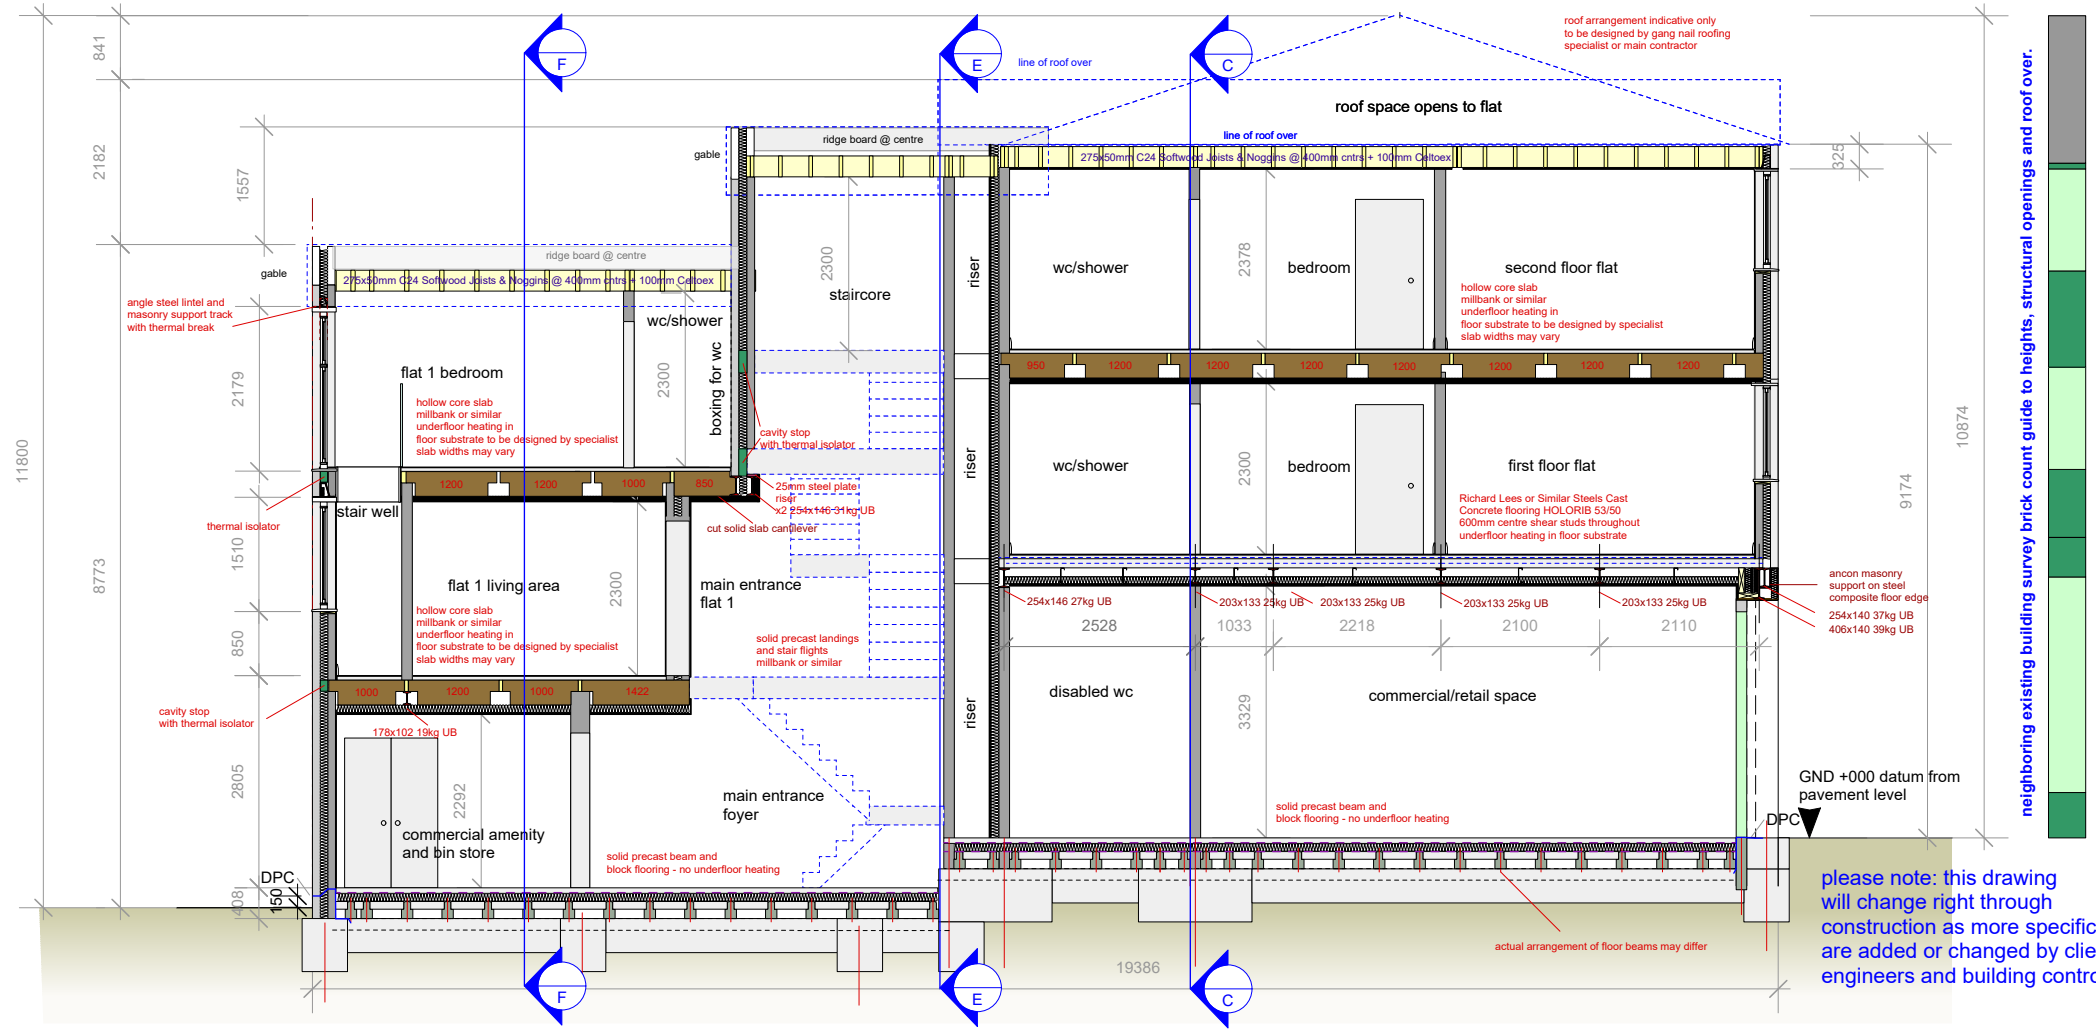 roof arrangement indicative only
to be designed by gang nail roofing
specialist or main contractor
F
E
C
line of roof over
841
roof space opens to flat
2182
1557
gable
ridge board @ centre
line of roof over
275x50mm C24 Softwood Joists & Noggins @ 400mm cntrs + 100mm Celtoex
325
neighboring existing building survey brick count guide to heights, structural openings and roof over.
gable
ridge board @ centre
275x50mm C24 Softwood Joists & Noggins @ 400mm cntrs + 100mm Celtoex
2300
staircore
riser
wc/shower
2378
bedroom
second floor flat
hollow core slab
millbank or similar
underfloor heating in
floor substrate to be designed by specialist
slab widths may vary
angle steel lintel and
masonry support track
with thermal break
wc/shower
boxing for wc
2179
flat 1 bedroom
2300
hollow core slab
millbank or similar
underfloor heating in
floor substrate to be designed by specialist
slab widths may vary
950
1200
1200
1200
1200
1200
1200
1200
cavity stop
with thermal isolator
11800
10874
9174
riser
wc/shower
2300
bedroom
first floor flat
Richard Lees or Similar Steels Cast
Concrete flooring HOLORIB 53/50
600mm centre shear studs throughout
underfloor heating in floor substrate
1200
1200
1000
850
25mm steel plate
riser
x2 254x146 31kg UB
cut solid slab cantilever
stair well
thermal isolator
1510
8773
flat 1 living area
2300
main entrance
flat 1
hollow core slab
millbank or similar
underfloor heating in
floor substrate to be designed by specialist
slab widths may vary
850
solid precast landings
and stair flights
millbank or similar
ancon masonry
support on steel
composite floor edge
254x140 37kg UB
406x140 39kg UB
254x146 27kg UB
203x133 25kg UB
203x133 25kg UB
203x133 25kg UB
203x133 25kg UB
2528
1033
2218
2100
2110
1000
1200
1000
1422
cavity stop
with thermal isolator
178x102 19kg UB
riser
disabled wc
3329
commercial/retail space
2805
2292
main entrance
foyer
commercial amenity
and bin store
solid precast beam and
block flooring - no underfloor heating
solid precast beam and
block flooring - no underfloor heating
GND +000 datum from
pavement level
DPC
DPC
408
150
please note: this drawing
will change right through
construction as more specific
are added or changed by clie
engineers and building contro
actual arrangement of floor beams may differ
19386
F
E
C